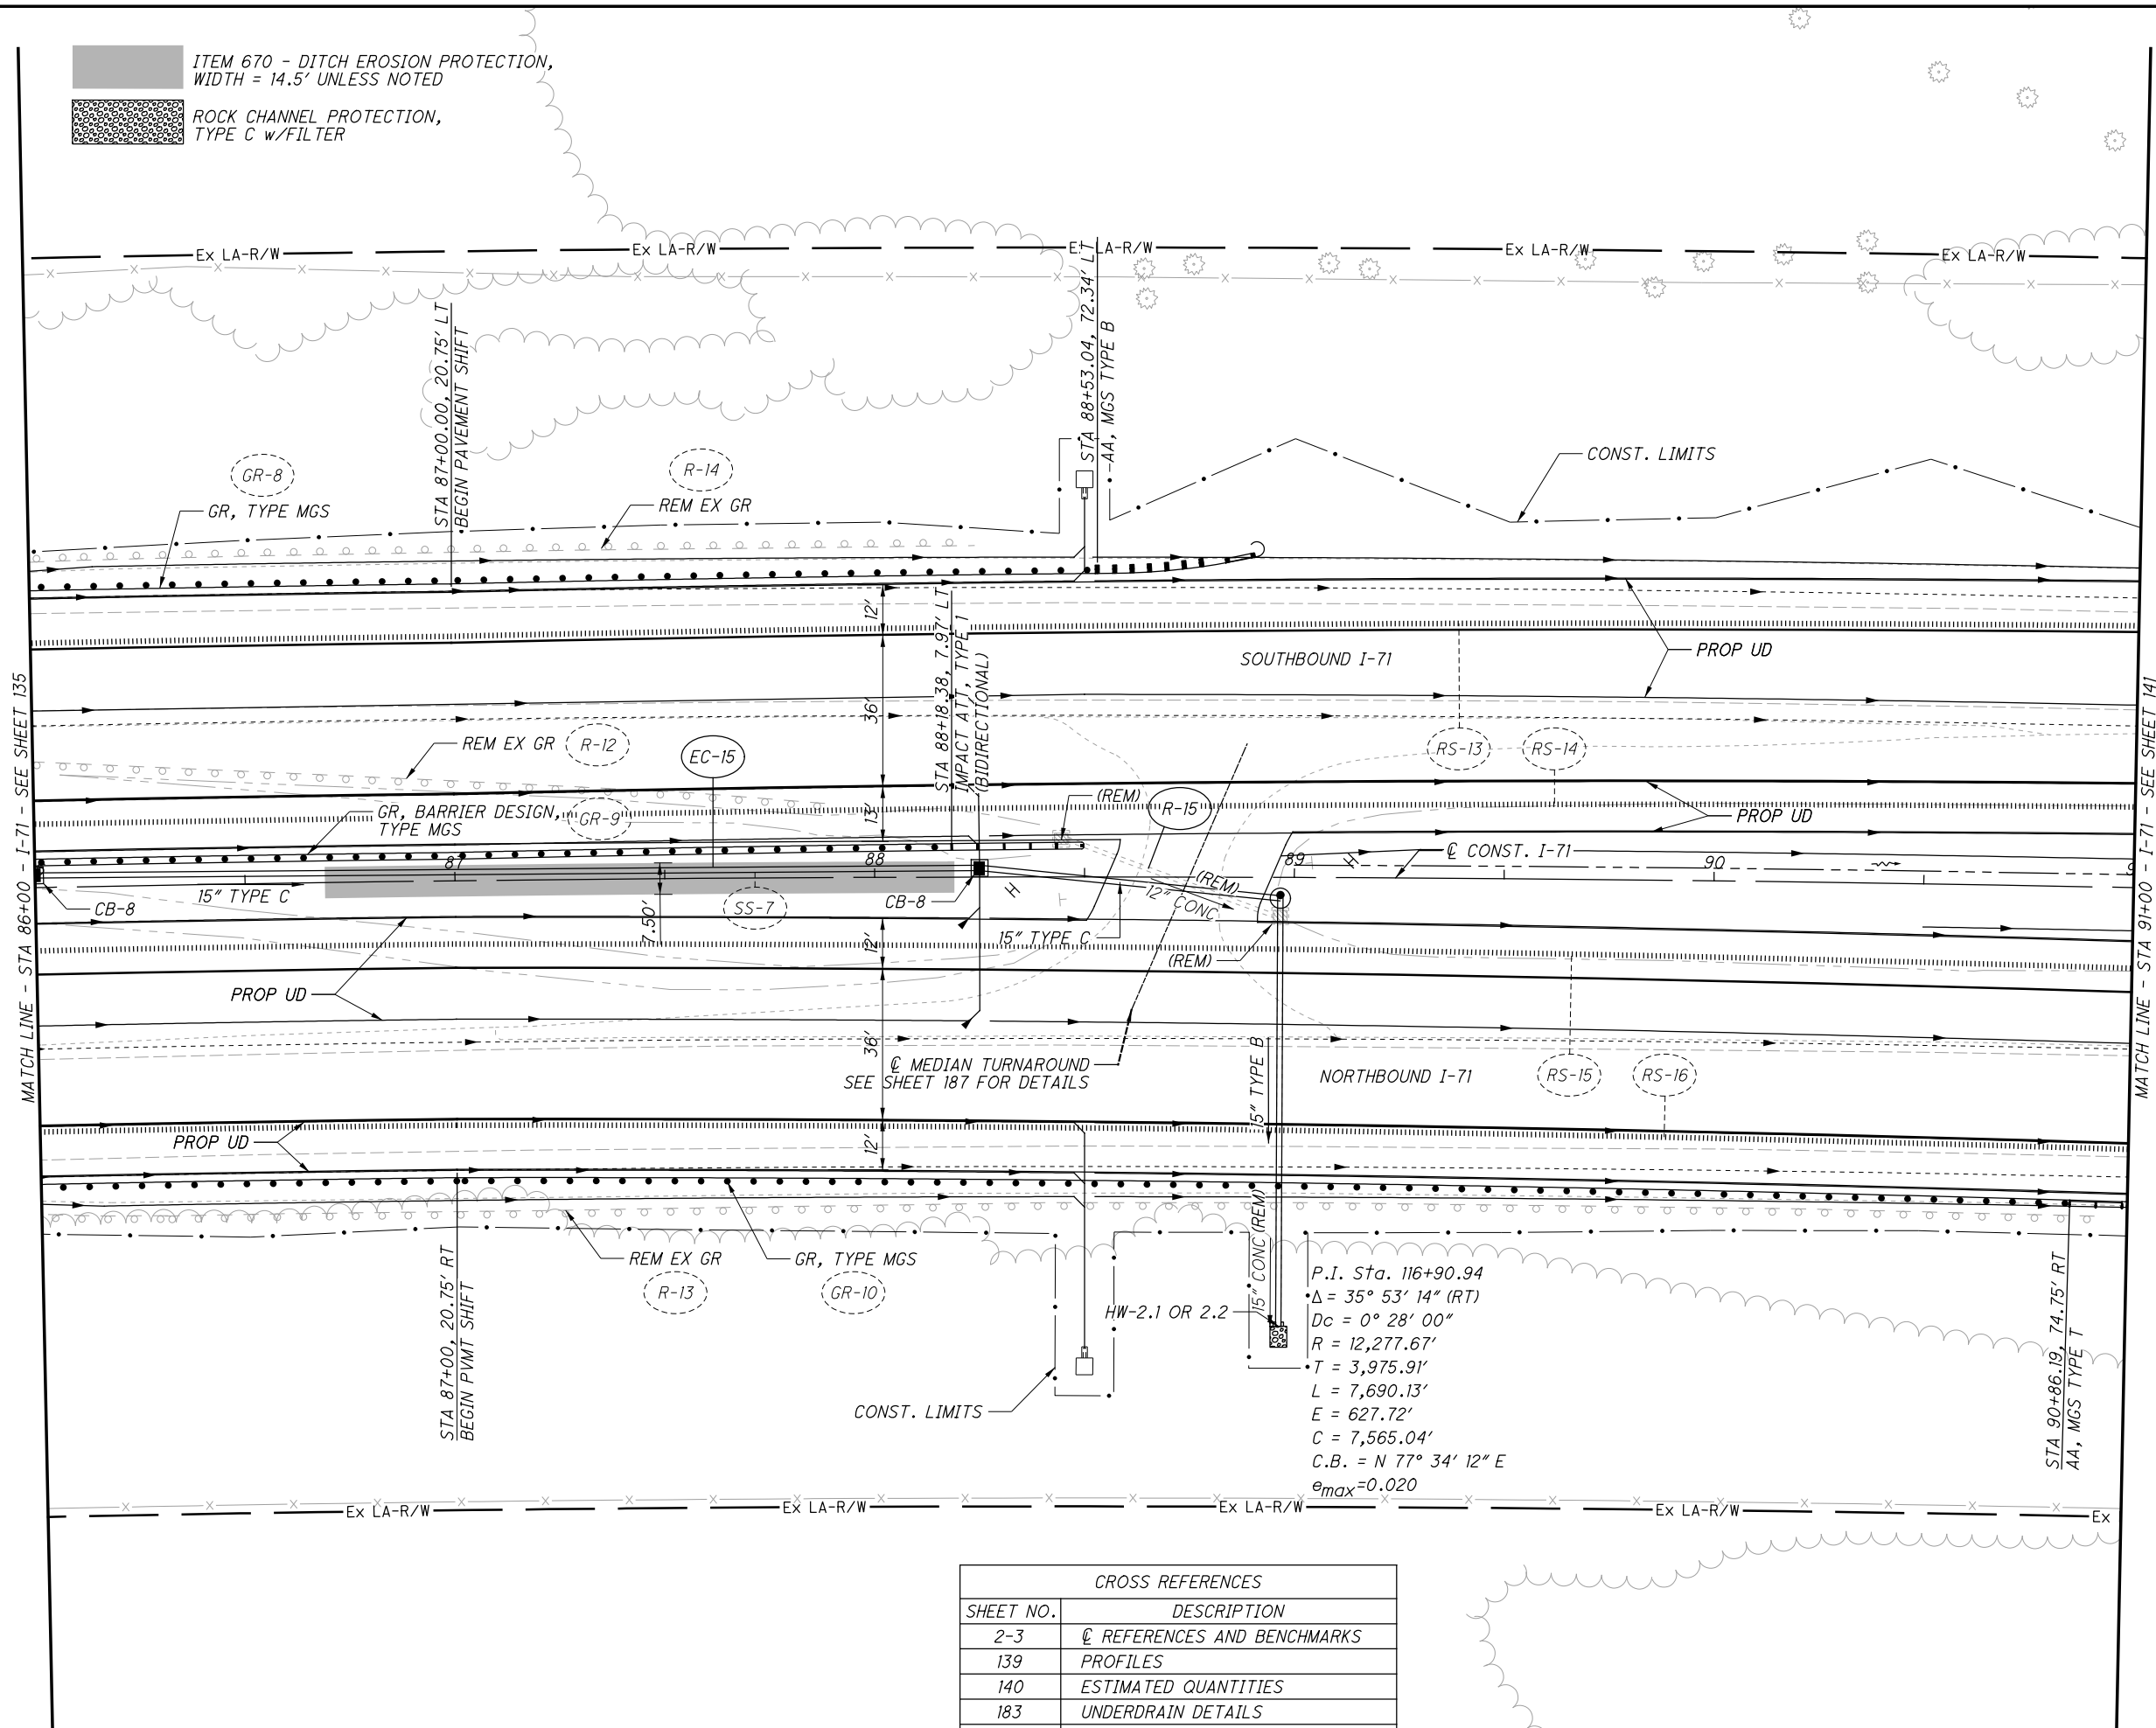 ITEM 670 - DITCH EROSION PROTECTION,
WIDTH = 14.5' UNLESS NOTED
ROCK CHANNEL PROTECTION,
TYPE C w/FILTER
Ex LA-R/W
Ex LA-R/W
Ex LA-R/W
Ex LA-R/W
Ex LA-R/W
STA 87+00.00, 20.75' LT
BEGIN PAVEMENT SHIFT
STA 88+53.04, 72.34' LT
AA, MGS TYPE B
CONST. LIMITS
GR-8
GR, TYPE MGS
R-14
REM EX GR
12'
STA 88+18.38, 7.97' LT
IMPACT ATT, TYPE 1
(BIDIRECTIONAL)
SOUTHBOUND I-71
PROP UD
MATCH LINE - STA 86+00 - I-71 - SEE SHEET 135
MATCH LINE - STA 91+00 - I-71 - SEE SHEET 141
36'
REM EX GR
R-12
EC-15
RS-13
RS-14
GR, BARRIER DESIGN,
TYPE MGS
GR-9
13'
(REM)
R-15
PROP UD
87
88
89
90
9
℄ CONST. I-71
H
H
CB-8
15" TYPE C
SS-7
7.50'
CB-8
(REM)
12" CONC
15" TYPE C
(REM)
12'
PROP UD
36'
℄ MEDIAN TURNAROUND
SEE SHEET 187 FOR DETAILS
15" TYPE B
NORTHBOUND I-71
RS-15
RS-16
PROP UD
12'
STA 87+00, 20.75' RT
BEGIN PVMT SHIFT
REM EX GR
R-13
GR, TYPE MGS
GR-10
15" CONC (REM)
HW-2.1 OR 2.2
CONST. LIMITS
P.I. Sta. 116+90.94
Δ = 35° 53' 14" (RT)
Dc = 0° 28' 00"
R = 12,277.67'
T = 3,975.91'
L = 7,690.13'
E = 627.72'
C = 7,565.04'
C.B. = N 77° 34' 12" E
emax=0.020
STA 90+86.19, 74.75' RT
AA, MGS TYPE T
Ex LA-R/W
Ex LA-R/W
Ex LA-R/W
Ex LA-R/W
Ex
CROSS REFERENCES
SHEET NO. DESCRIPTION
2-3 ℄ REFERENCES AND BENCHMARKS
139 PROFILES
140 ESTIMATED QUANTITIES
183 UNDERDRAIN DETAILS